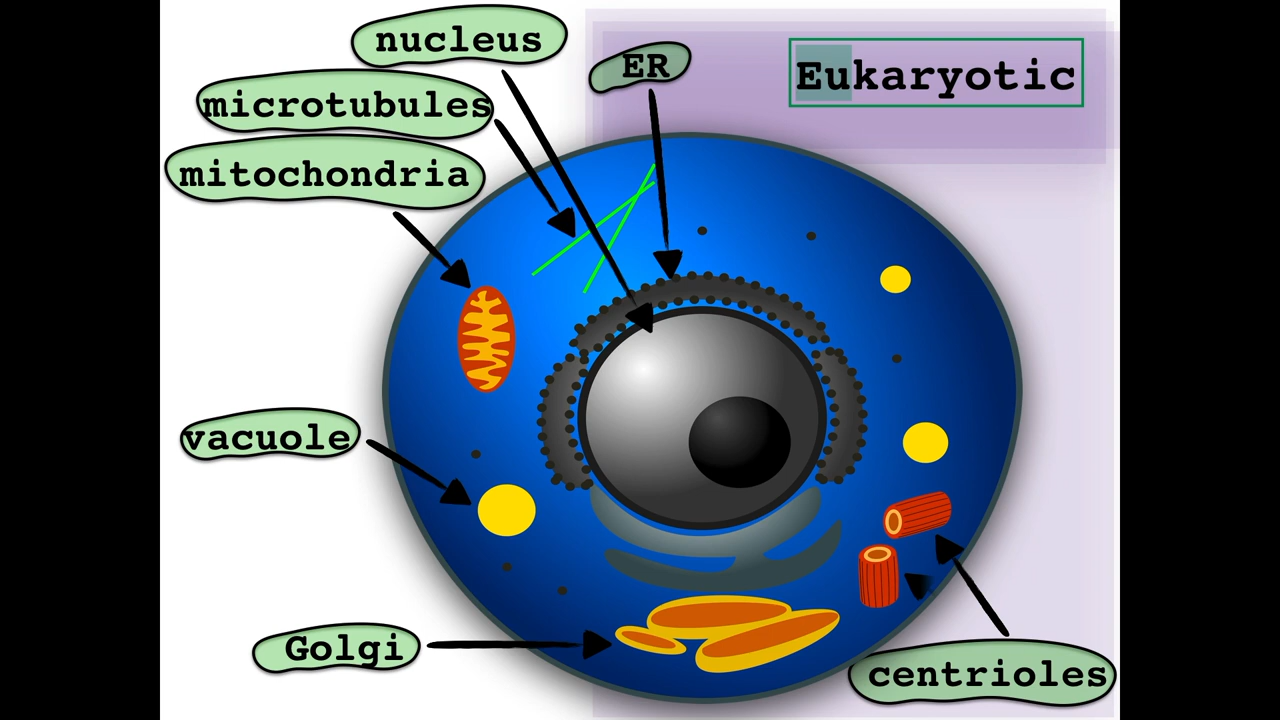 nucleus
ER
Eukaryotic
microtubules
mitochondria
vacuole
Golgi
centrioles